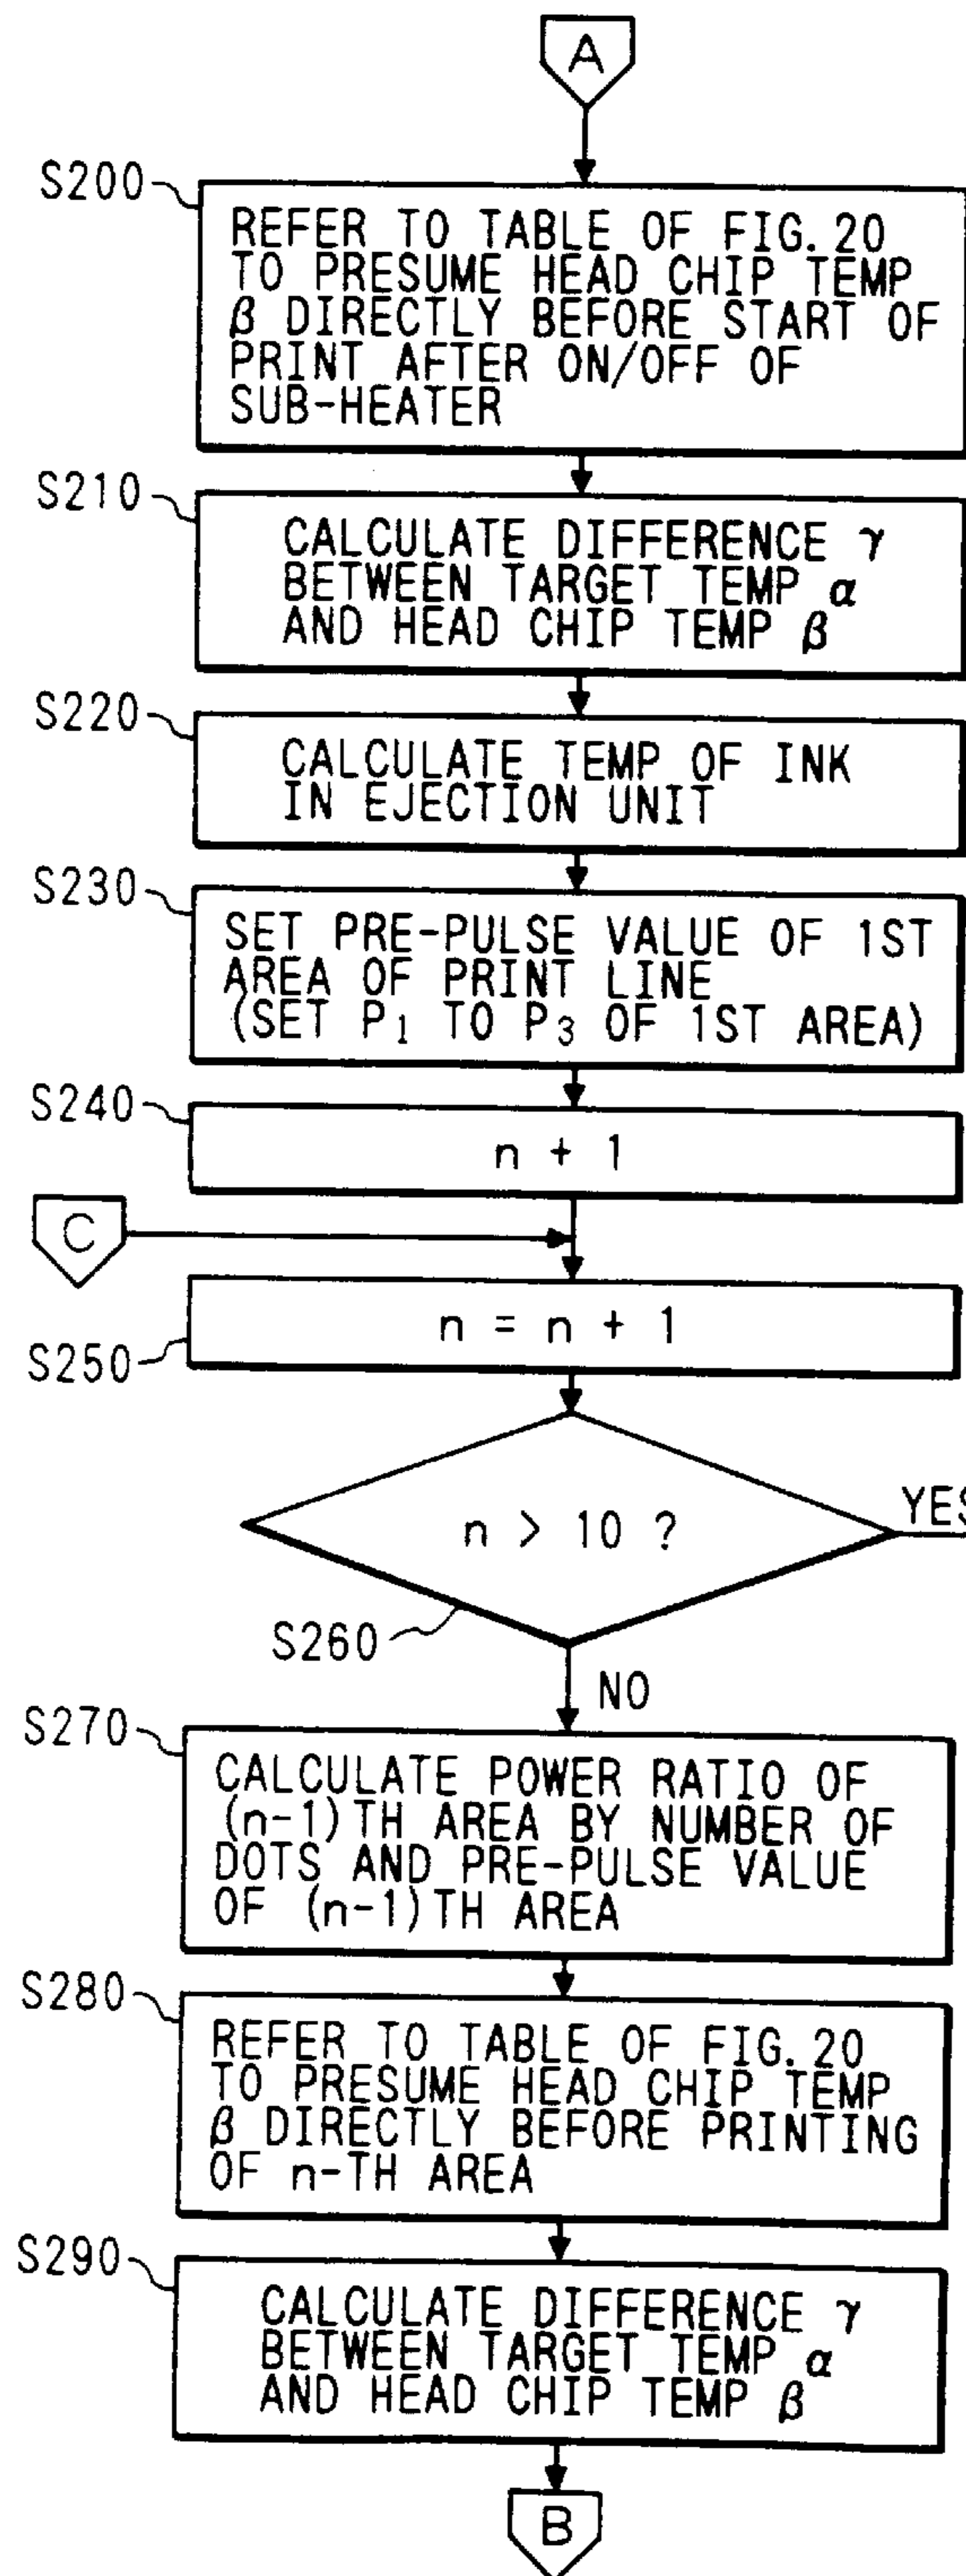 A
S200
REFER TO TABLE OF FIG.20
TO PRESUME HEAD CHIP TEMP
β DIRECTLY BEFORE START OF
PRINT AFTER ON/OFF OF
SUB-HEATER
S210
CALCULATE DIFFERENCE γ
BETWEEN TARGET TEMP α
AND HEAD CHIP TEMP β
S220
CALCULATE TEMP OF INK
IN EJECTION UNIT
S230
SET PRE-PULSE VALUE OF 1ST
AREA OF PRINT LINE
(SET P₁ TO P₃ OF 1ST AREA)
S240
n + 1
C
n = n + 1
S250
n > 10 ?
YES
S260
NO
S270
CALCULATE POWER RATIO OF
(n-1)TH AREA BY NUMBER OF
DOTS AND PRE-PULSE VALUE
OF (n-1)TH AREA
S280
REFER TO TABLE OF FIG.20
TO PRESUME HEAD CHIP TEMP
β DIRECTLY BEFORE PRINTING
OF n-TH AREA
S290
CALCULATE DIFFERENCE γ
BETWEEN TARGET TEMP α
AND HEAD CHIP TEMP β
B